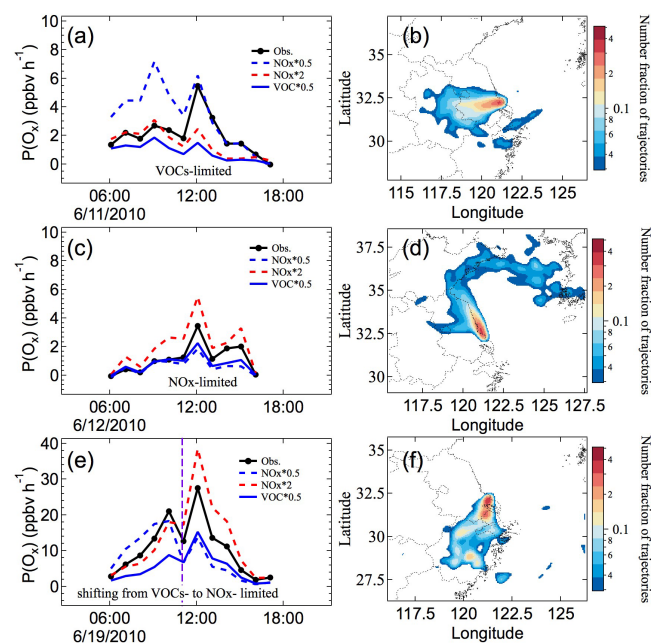 (a)
P(Ox) (ppbv h-1)
10
8
6
4
2
0
Obs.
NOx*0.5
NOx*2
VOC*0.5
VOCs-limited
06:00 12:00 18:00
6/11/2010
(b)
Latitude
35
32
30
115 117 120 122 125
Longitude
Number fraction of trajectories
4
2
0.1
8
6
4
(c)
P(Ox) (ppbv h-1)
10
8
6
4
2
0
Obs.
NOx*0.5
NOx*2
VOC*0.5
NOx-limited
06:00 12:00 18:00
6/12/2010
(d)
Latitude
37.5
35
32.5
30
117.5 120 122.5 125 127.5
Longitude
Number fraction of trajectories
4
2
0.1
8
6
4
(e)
P(Ox) (ppbv h-1)
40
30
20
10
0
Obs.
NOx*0.5
NOx*2
VOC*0.5
shifting from VOCs- to NOx- limited
06:00 12:00 18:00
6/19/2010
(f)
Latitude
35
32.5
30
27.5
117.5 120 122.5 125
Longitude
Number fraction of trajectories
4
2
0.1
8
6
4